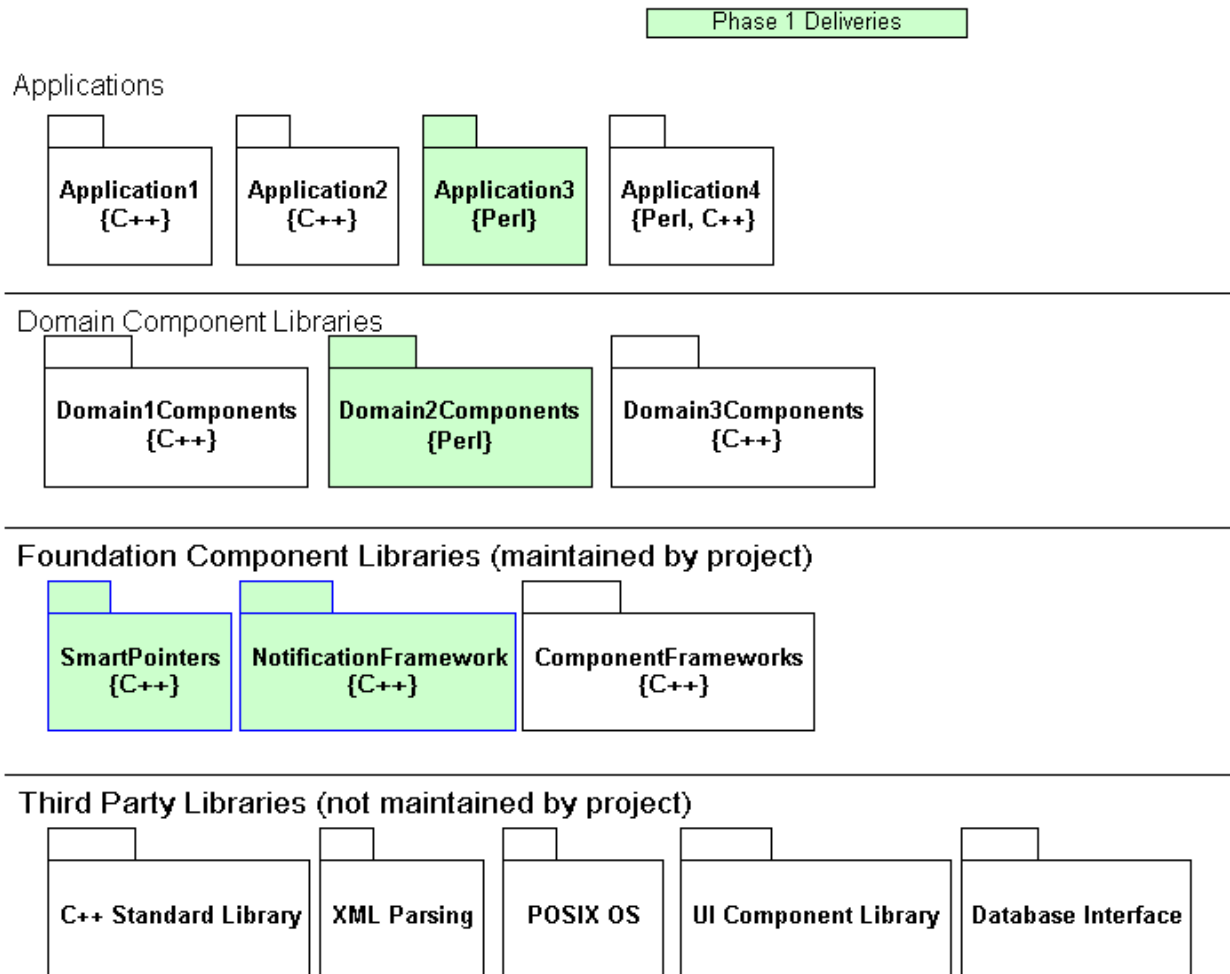 Phase 1 Deliveries
Applications
Application1
{C++}
Application2
{C++}
Application3
{Perl}
Application4
{Perl, C++}
Domain Component Libraries
Domain1Components
{C++}
Domain2Components
{Perl}
Domain3Components
{C++}
Foundation Component Libraries (maintained by project)
SmartPointers
{C++}
NotificationFramework
{C++}
ComponentFrameworks
{C++}
Third Party Libraries (not maintained by project)
C++ Standard Library
XML Parsing
POSIX OS
UI Component Library
Database Interface